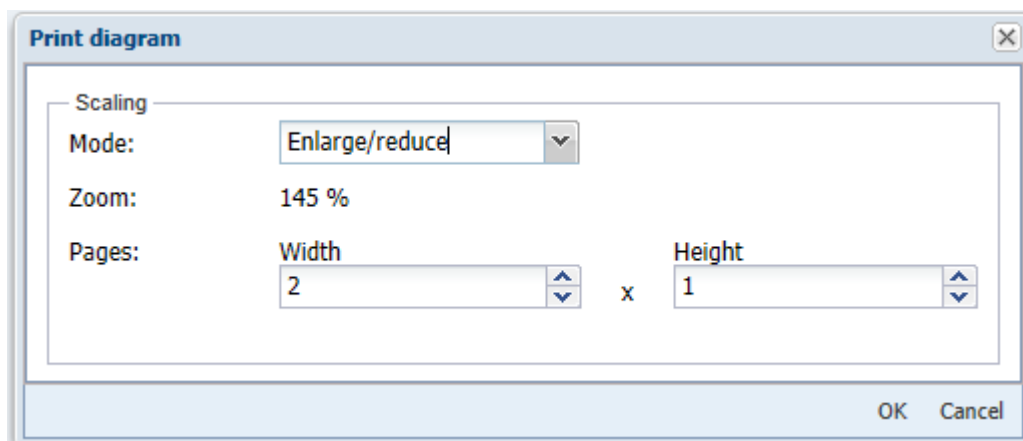 Print diagram
Scaling
Mode: Enlarge/reduce
Zoom: 145 %
Pages: Width Height
2 x 1
OK Cancel